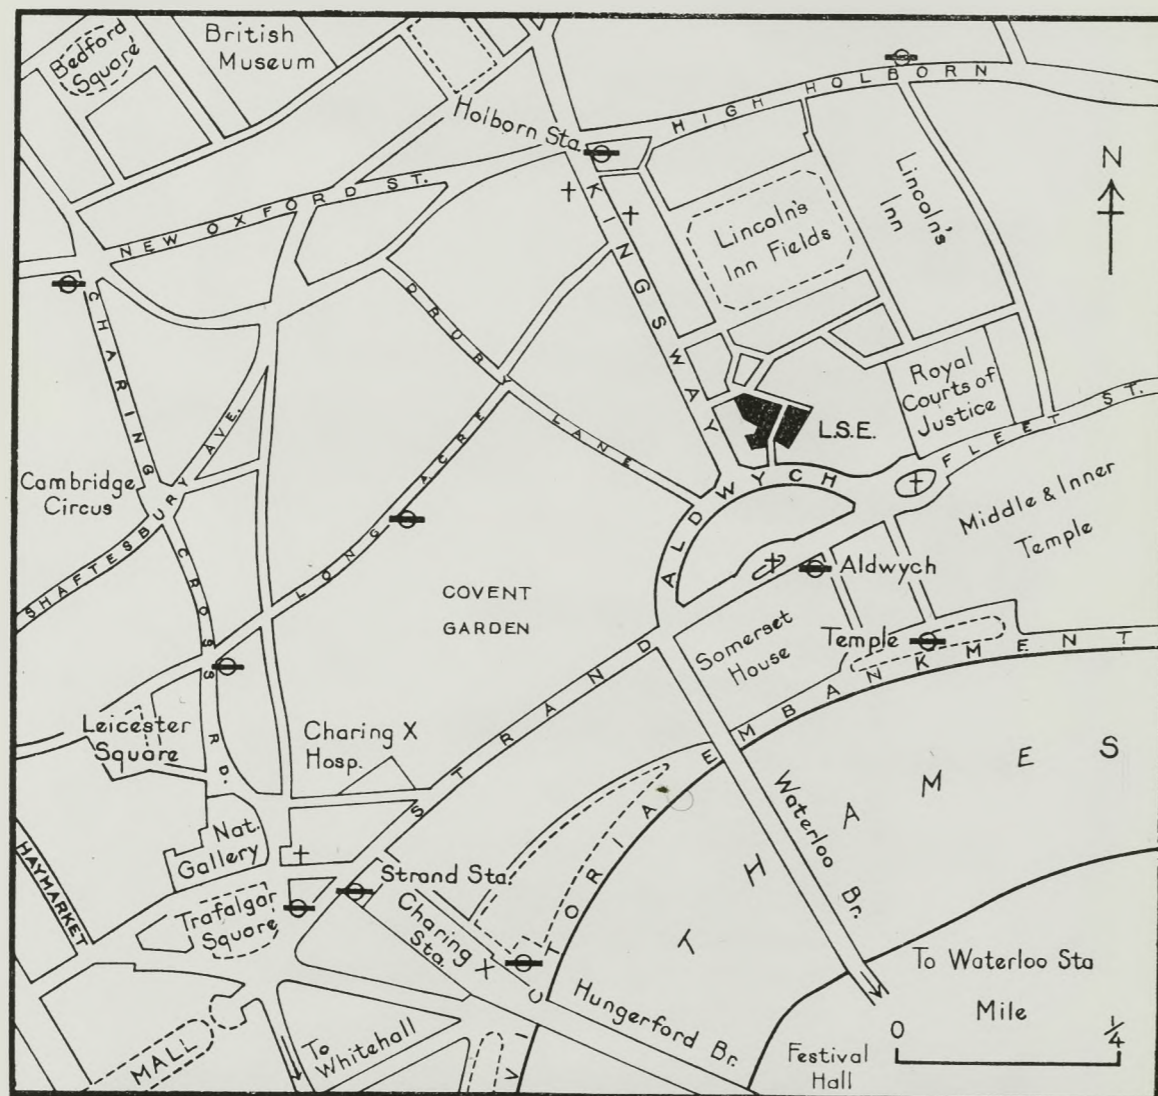 Bedford
Square
British
Museum
HIGH HOLBORN
Holborn Sta.
N
NEW OXFORD ST.
KINGSWAY
Lincoln's
Inn Fields
Lincoln's
Inn
CHARING CROSS RD.
DRURY LANE
Royal
Courts of
Justice
L.S.E.
FLEET ST.
Cambridge
Circus
SHAFTESBURY AVE.
LONG ACRE
ALDWYCH
Middle & Inner
Temple
Aldwych
COVENT
GARDEN
Somerset
House
Temple
Leicester
Square
Charing X
Hosp.
STRAND
VICTORIA EMBANKMENT
THAMES
Waterloo Br.
Nat.
Gallery
HAYMARKET
Trafalgar
Square
Strand Sta.
Charing X
Sta.
Hungerford Br.
To Waterloo Sta
Mile
0 1/4
MALL
To
Whitehall
Festival
Hall